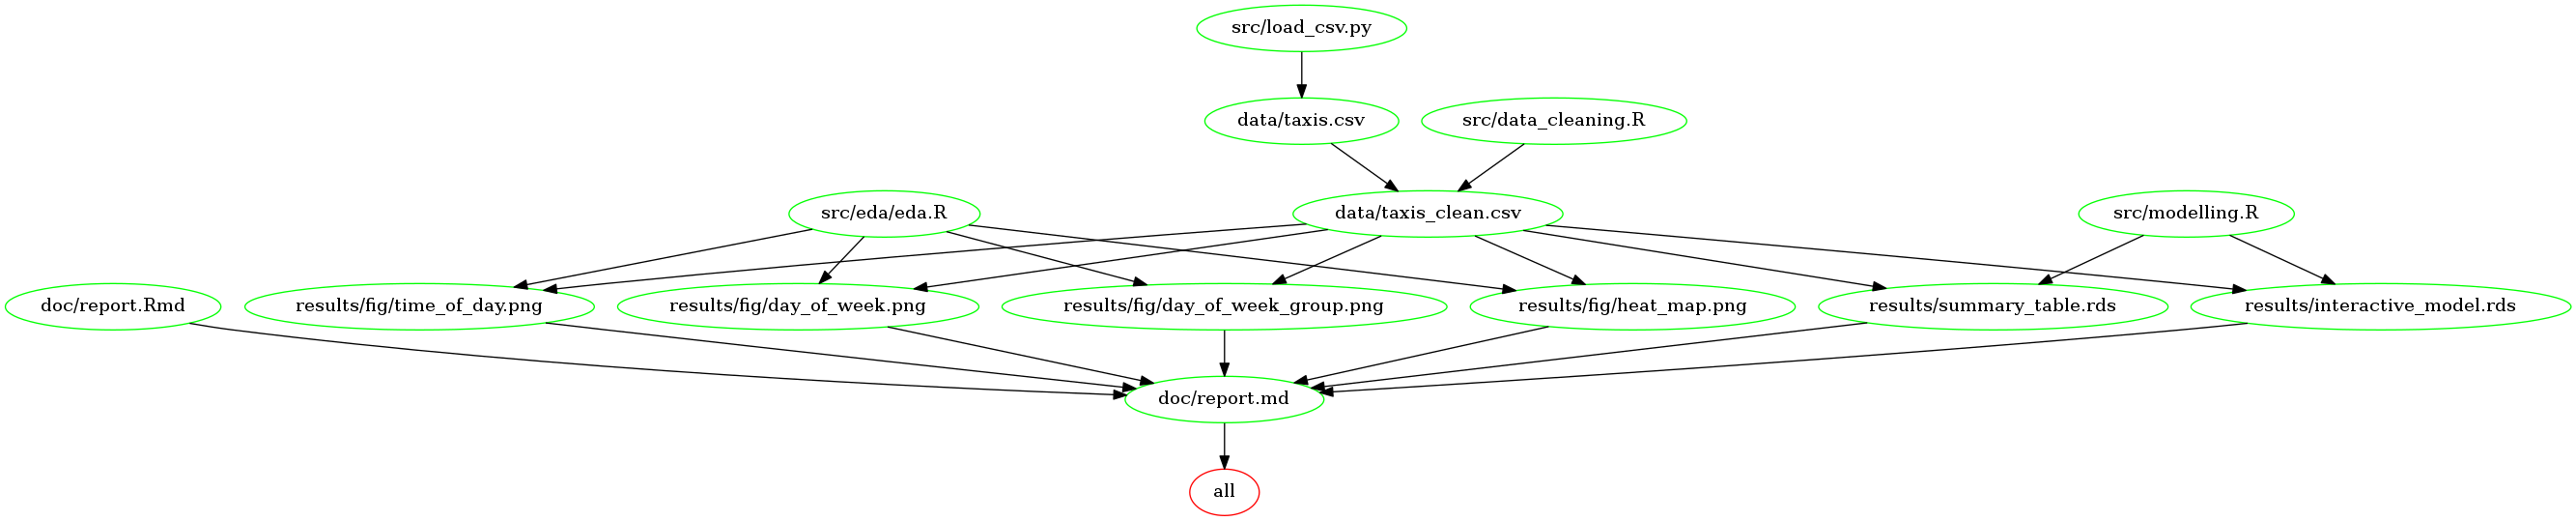 src/load_csv.py
data/taxis.csv
src/data_cleaning.R
src/eda/eda.R
data/taxis_clean.csv
src/modelling.R
doc/report.Rmd
results/fig/time_of_day.png
results/fig/day_of_week.png
results/fig/day_of_week_group.png
results/fig/heat_map.png
results/summary_table.rds
results/interactive_model.rds
doc/report.md
all